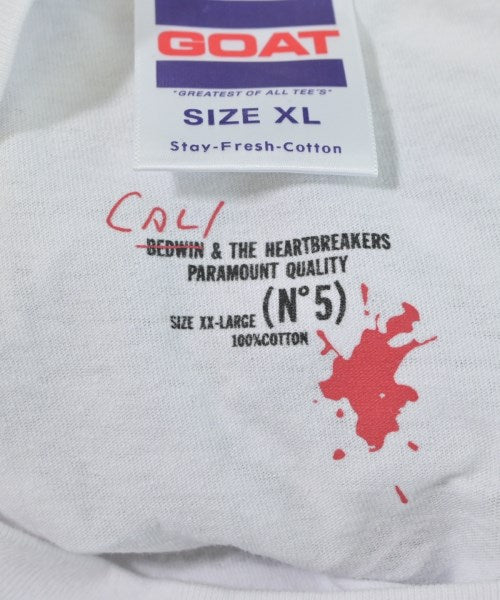 GOAT
"GREATEST OF ALL TEE'S"
SIZE XL
Stay-Fresh-Cotton
CALI
BEDWIN & THE HEARTBREAKERS
PARAMOUNT QUALITY
SIZE XX-LARGE (N°5)
100%COTTON